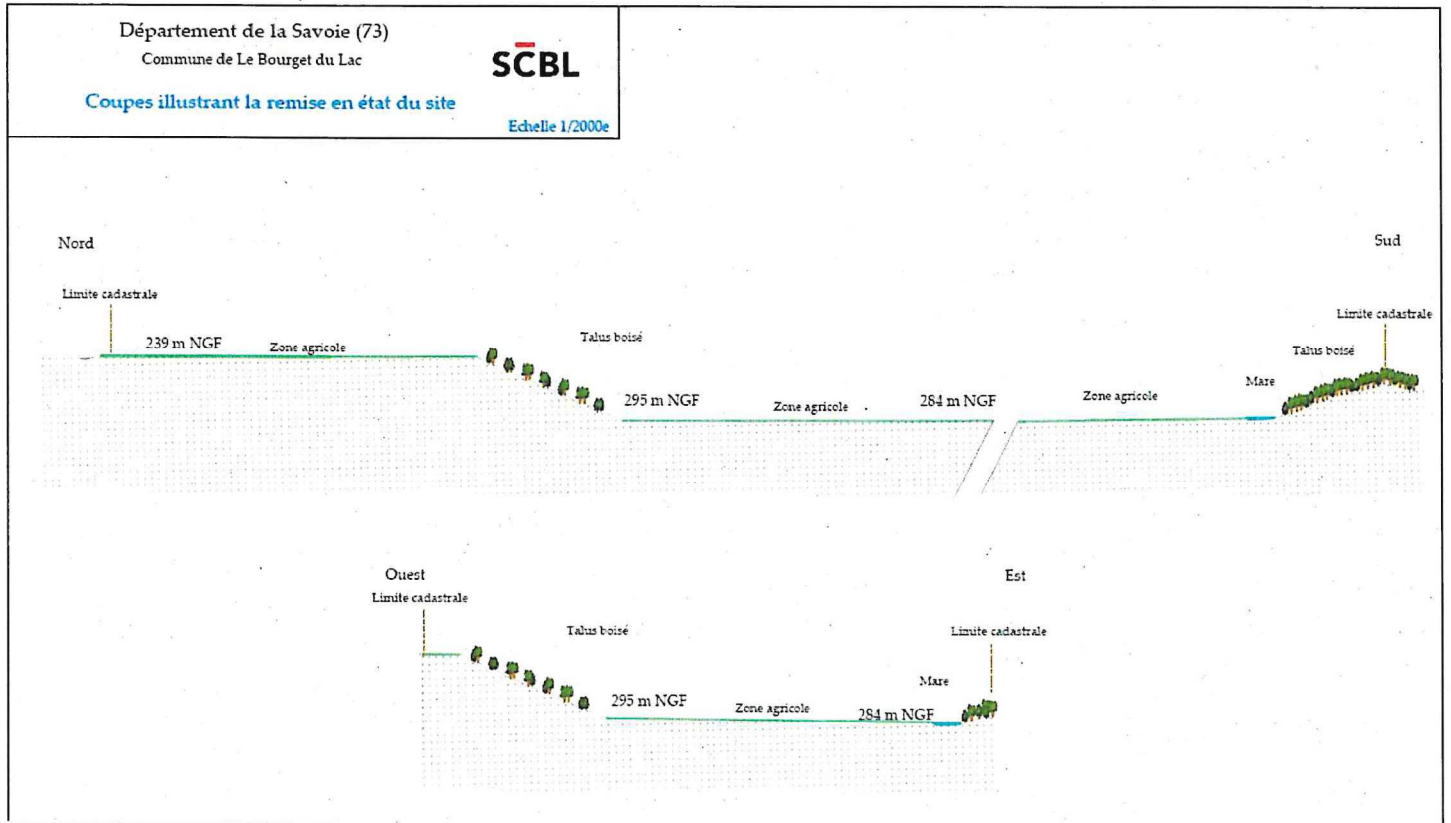 Département de la Savoie (73)
Commune de Le Bourget du Lac
SCBL
Coupes illustrant la remise en état du site
Echelle 1/2000e
Nord
Sud
Limite cadastrale
Limite cadastrale
239 m NGF
Zone agricole
Talus boisé
Talus boisé
Mare
295 m NGF
Zone agricole
284 m NGF
Zone agricole
Ouest
Est
Limite cadastrale
Talus boisé
Limite cadastrale
Mare
295 m NGF
Zone agricole
284 m NGF